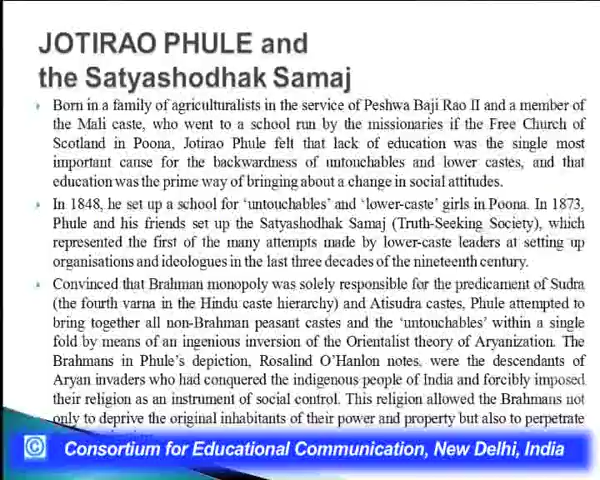 JOTIRAO PHULE and
the Satyashodhak Samaj
Born in a family of agriculturalists in the service of Peshwa Baji Rao II and a member of
the Mali caste, who went to a school run by the missionaries if the Free Church of
Scotland in Poona, Jotirao Phule felt that lack of education was the single most
important cause for the backwardness of untouchables and lower castes, and that
education was the prime way of bringing about a change in social attitudes.
In 1848, he set up a school for ‘untouchables’ and ‘lower-caste’ girls in Poona. In 1873,
Phule and his friends set up the Satyashodhak Samaj (Truth-Seeking Society), which
represented the first of the many attempts made by lower-caste leaders at setting up
organisations and ideologues in the last three decades of the nineteenth century.
Convinced that Brahman monopoly was solely responsible for the predicament of Sudra
(the fourth varna in the Hindu caste hierarchy) and Atisudra castes, Phule attempted to
bring together all non-Brahman peasant castes and the ‘untouchables’ within a single
fold by means of an ingenious inversion of the Orientalist theory of Aryanization. The
Brahmans in Phule’s depiction, Rosalind O’Hanlon notes, were the descendants of
Aryan invaders who had conquered the indigenous people of India and forcibly imposed
their religion as an instrument of social control. This religion allowed the Brahmans not
only to deprive the original inhabitants of their power and property but also to perpetrate
© Consortium for Educational Communication, New Delhi, India